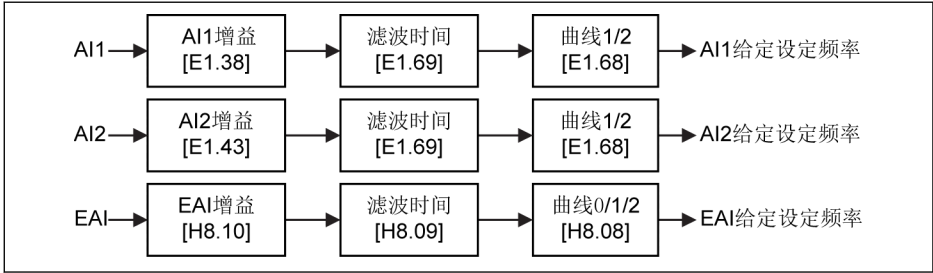 AI1
AI1增益
[E1.38]
滤波时间
[E1.69]
曲线1/2
[E1.68]
AI1给定设定频率
AI2
AI2增益
[E1.43]
滤波时间
[E1.69]
曲线1/2
[E1.68]
AI2给定设定频率
EAI
EAI增益
[H8.10]
滤波时间
[H8.09]
曲线0/1/2
[H8.08]
EAI给定设定频率